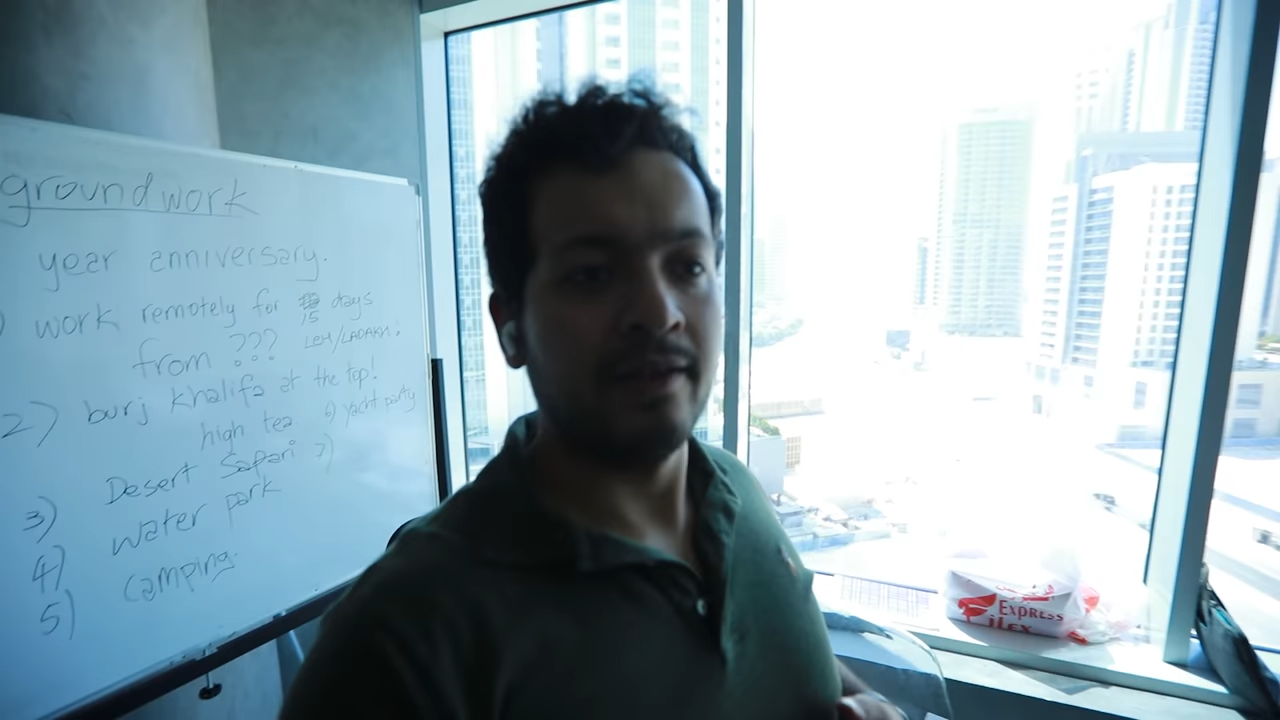 groundwork
year anniversary.
) work remotely for 15 days
from ??? LEH/LADAKH?
2) burj khalifa at the top!
high tea 6) yacht party
3) Desert Safari 7)
4) water park
5) camping.
Express